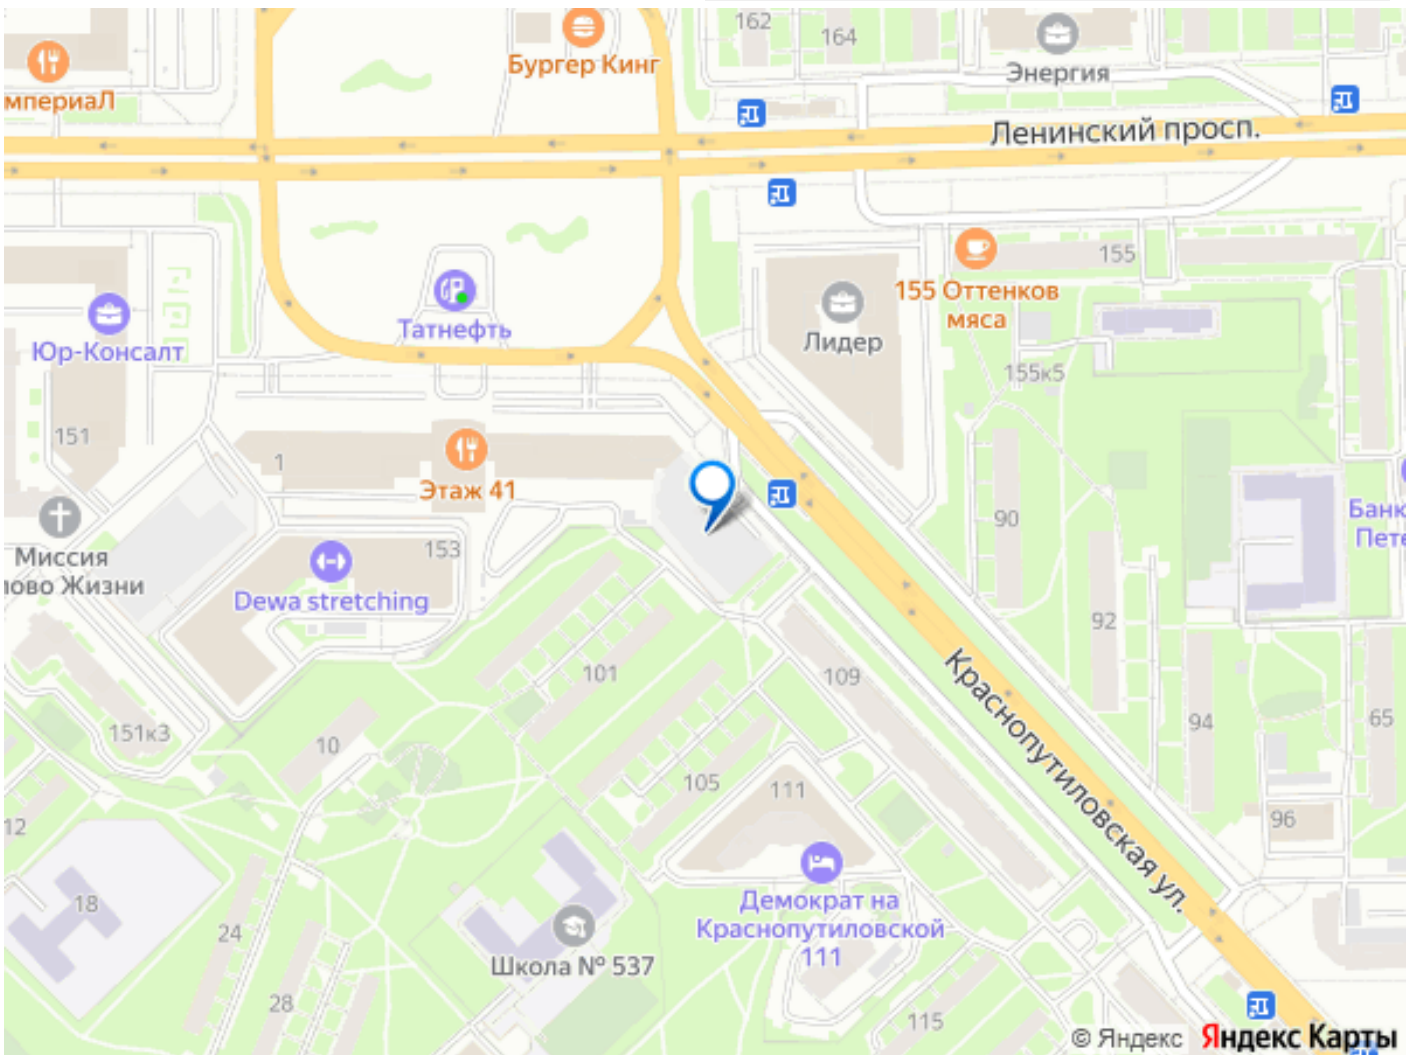 162
164
Бургер Кинг
Энергия
мпериаЛ
Ленинский просп.
155
155 Оттенков
мяса
Татнефть
Лидер
Юр-Консалт
155к5
151
1
Этаж 41
90
Банк
Пете
Миссия
лово Жизни
153
Dewa stretching
92
101
109
Краснопутиловская ул.
151к3
10
94
65
105
111
12
96
18
24
Демократ на
Краснопутиловской
111
Школа № 537
28
115
© Яндекс Яндекс Карты